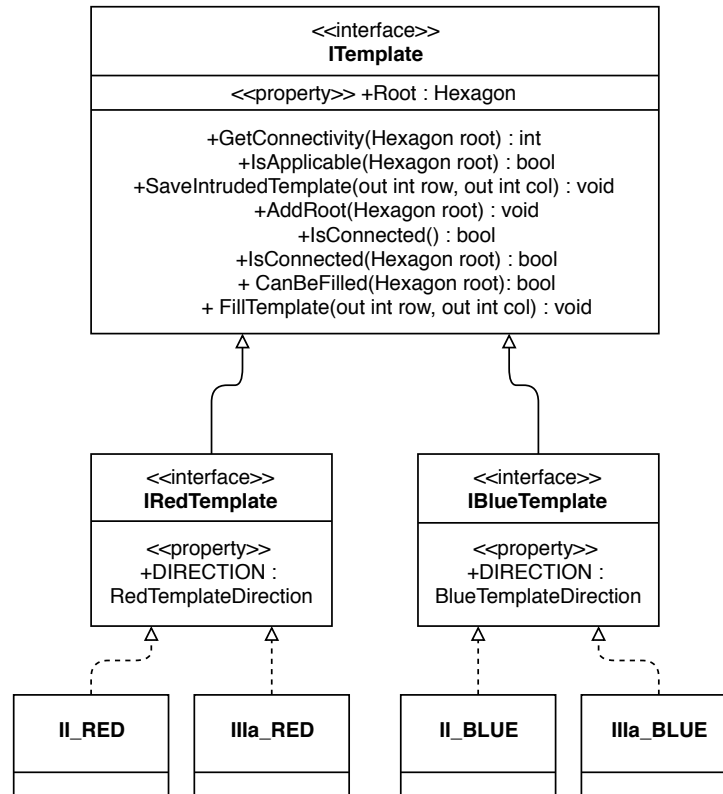 <<interface>>
ITemplate
<<property>> +Root : Hexagon
+GetConnectivity(Hexagon root) : int
+IsApplicable(Hexagon root) : bool
+SaveIntrudedTemplate(out int row, out int col) : void
+AddRoot(Hexagon root) : void
+IsConnected() : bool
+IsConnected(Hexagon root) : bool
+ CanBeFilled(Hexagon root): bool
+ FillTemplate(out int row, out int col) : void
<<interface>>
IRedTemplate
<<property>>
+DIRECTION :
RedTemplateDirection
<<interface>>
IBlueTemplate
<<property>>
+DIRECTION :
BlueTemplateDirection
II_RED
IIIa_RED
II_BLUE
IIIa_BLUE